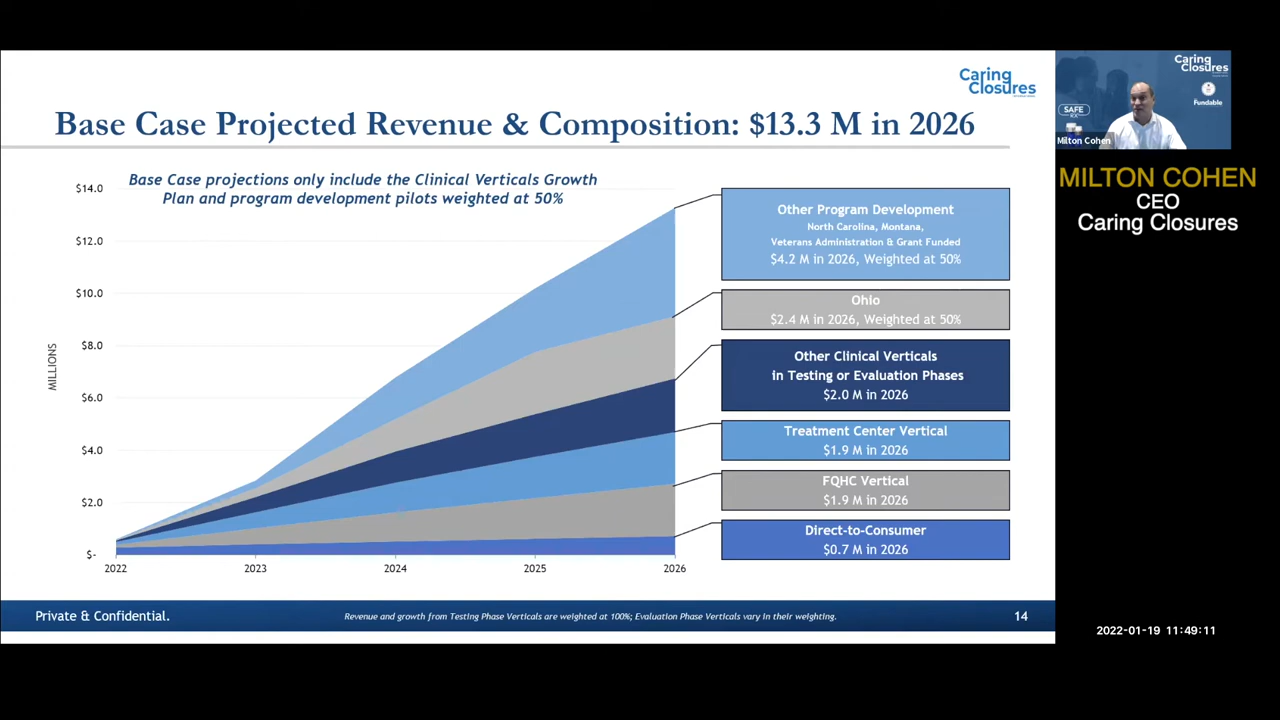 Caring
Closures
Base Case Projected Revenue & Composition: $13.3 M in 2026
Base Case projections only include the Clinical Verticals Growth
Plan and program development pilots weighted at 50%
MILLIONS
$14.0
$12.0
$10.0
$8.0
$6.0
$4.0
$2.0
$-
2022
2023
2024
2025
2026
Other Program Development
North Carolina, Montana,
Veterans Administration & Grant Funded
$4.2 M in 2026, Weighted at 50%
Ohio
$2.4 M in 2026, Weighted at 50%
Other Clinical Verticals
in Testing or Evaluation Phases
$2.0 M in 2026
Treatment Center Vertical
$1.9 M in 2026
FQHC Vertical
$1.9 M in 2026
Direct-to-Consumer
$0.7 M in 2026
Private & Confidential.
Revenue and growth from Testing Phase Verticals are weighted at 100%; Evaluation Phase Verticals vary in their weighting.
14
Caring
Closures
Fundable
SAFE
Milton Cohen
MILTON COHEN
CEO
Caring Closures
2022-01-19 11:49:11